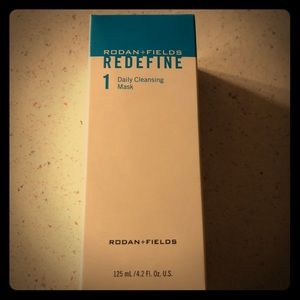 RODAN+FIELDS
REDEFINE
1 Daily Cleansing
Mask
RODAN+FIELDS
125 mL / 4.2 Fl. Oz. U.S.